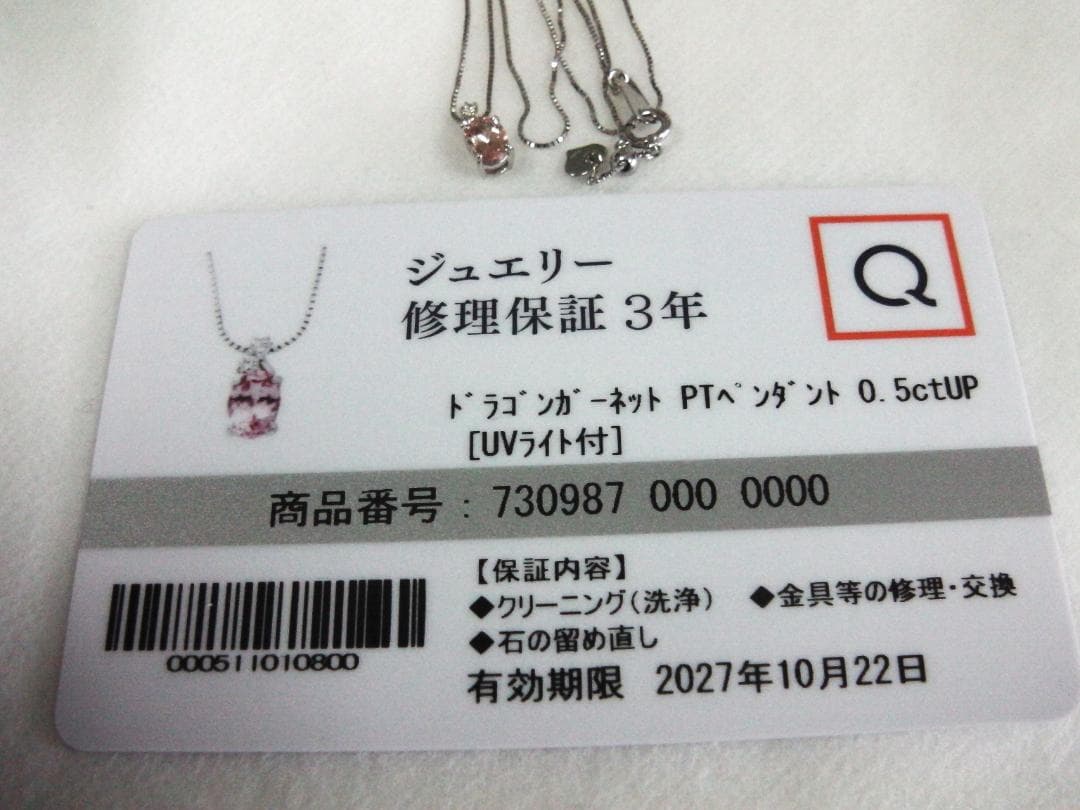 ジュエリー
修理保証 3年
Q
ﾄﾞﾗｺﾞﾝｶﾞｰﾈｯﾄ PTﾍﾟﾝﾀﾞﾝﾄ 0.5ctUP
[UVﾗｲﾄ付]
商品番号 : 730987 000 0000
【保証内容】
◆クリーニング(洗浄) ◆金具等の修理・交換
◆石の留め直し
000511010800
有効期限 2027年10月22日